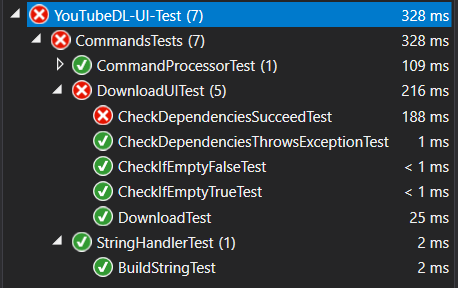 YouTubeDL-UI-Test (7) 328 ms
CommandsTests (7) 328 ms
CommandProcessorTest (1) 109 ms
DownloadUITest (5) 216 ms
CheckDependenciesSucceedTest 188 ms
CheckDependenciesThrowsExceptionTest 1 ms
CheckIfEmptyFalseTest < 1 ms
CheckIfEmptyTrueTest < 1 ms
DownloadTest 25 ms
StringHandlerTest (1) 2 ms
BuildStringTest 2 ms